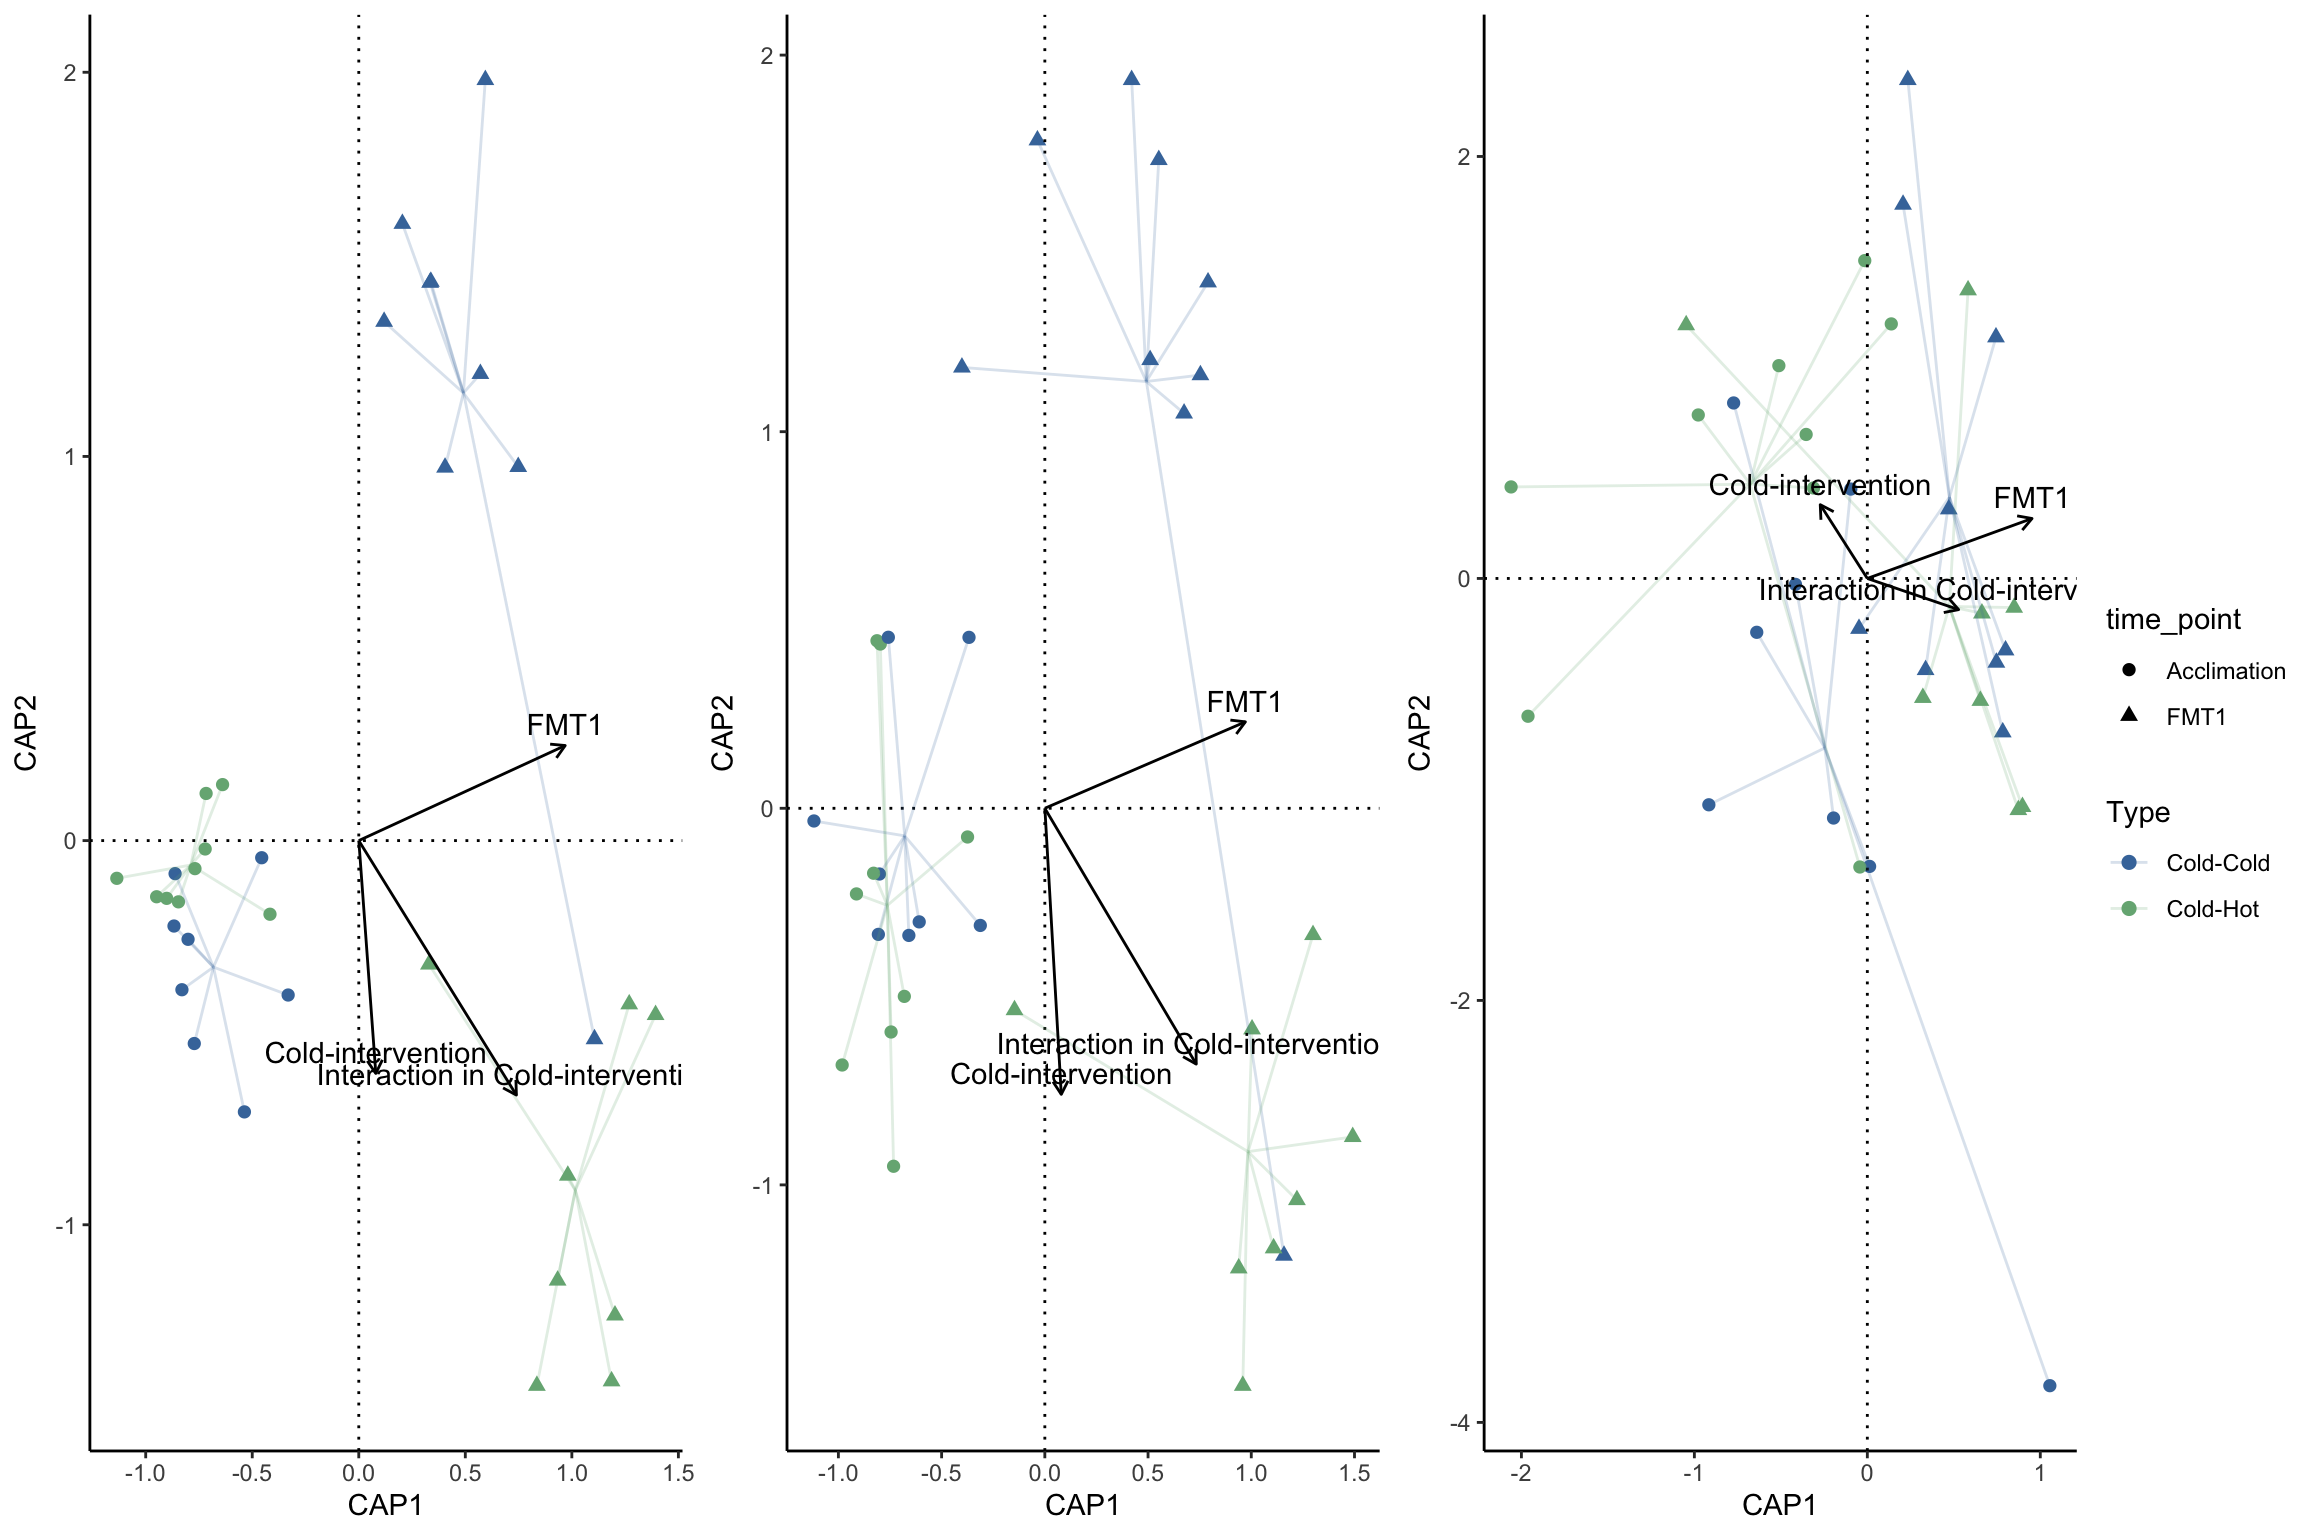 2
1
0
-1
CAP2
-1.0 -0.5 0.0 0.5 1.0 1.5
CAP1
FMT1
Cold-intervention
Interaction in Cold-interventi
2
1
0
-1
CAP2
-1.0 -0.5 0.0 0.5 1.0 1.5
CAP1
FMT1
Interaction in Cold-interventio
Cold-intervention
2
0
-2
-4
CAP2
-2 -1 0 1
CAP1
Cold-intervention
FMT1
Interaction in Cold-interv
time_point
Acclimation
FMT1
Type
Cold-Cold
Cold-Hot